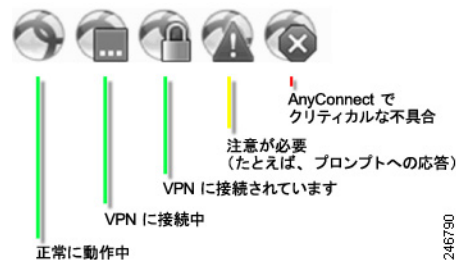 AnyConnect で
クリティカルな不具合
注意が必要
（たとえば、プロンプトへの応答）
VPN に接続されています
VPN に接続中
正常に動作中
246790